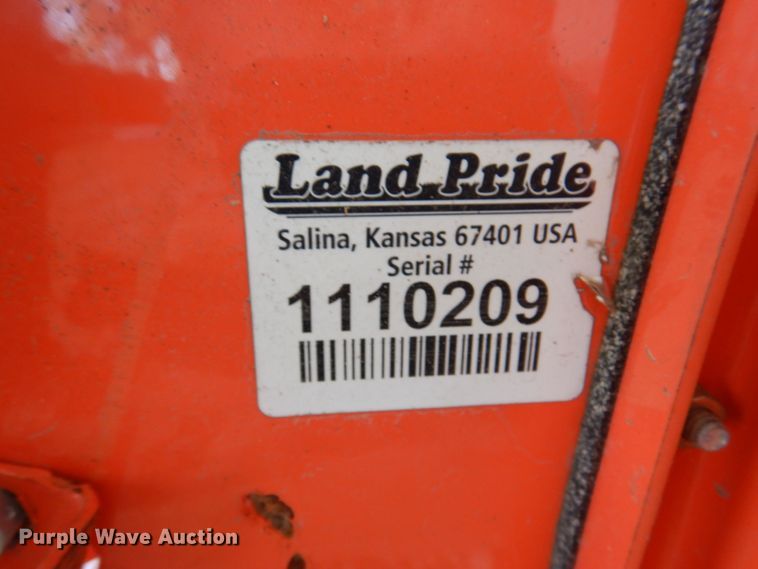 Land Pride
Salina, Kansas 67401 USA
Serial #
1110209
Purple Wave Auction